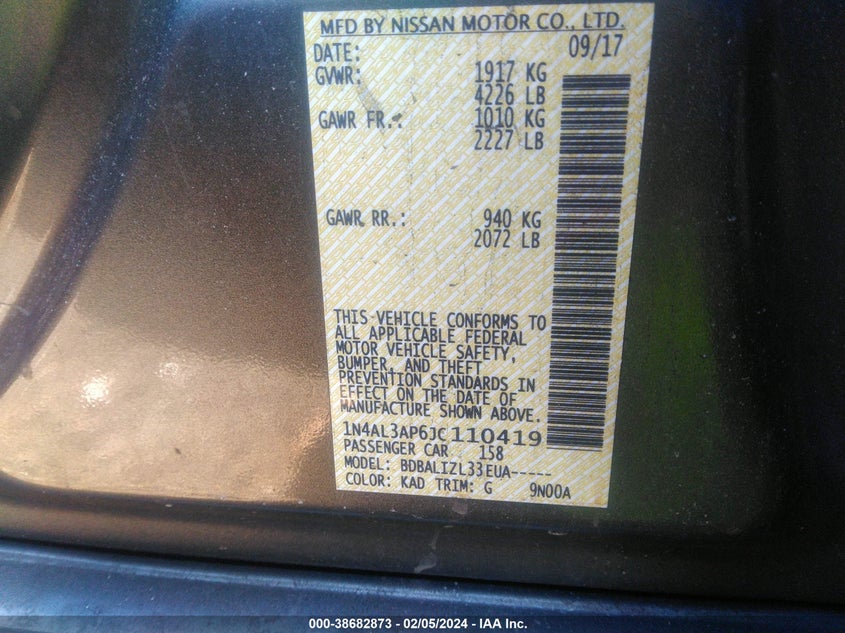 MFD BY NISSAN MOTOR CO., LTD.
DATE: 09/17
GVWR: 1917 KG
4226 LB
GAWR FR.: 1010 KG
2227 LB
GAWR RR.: 940 KG
2072 LB
THIS VEHICLE CONFORMS TO
ALL APPLICABLE FEDERAL
MOTOR VEHICLE SAFETY,
BUMPER, AND THEFT
PREVENTION STANDARDS IN
EFFECT ON THE DATE OF
MANUFACTURE SHOWN ABOVE.
1N4AL3AP6JC110419
PASSENGER CAR 158
MODEL: BDBALIZL33EUA-----
COLOR: KAD TRIM: G 9N00A
000-38682873 - 02/05/2024 - IAA Inc.